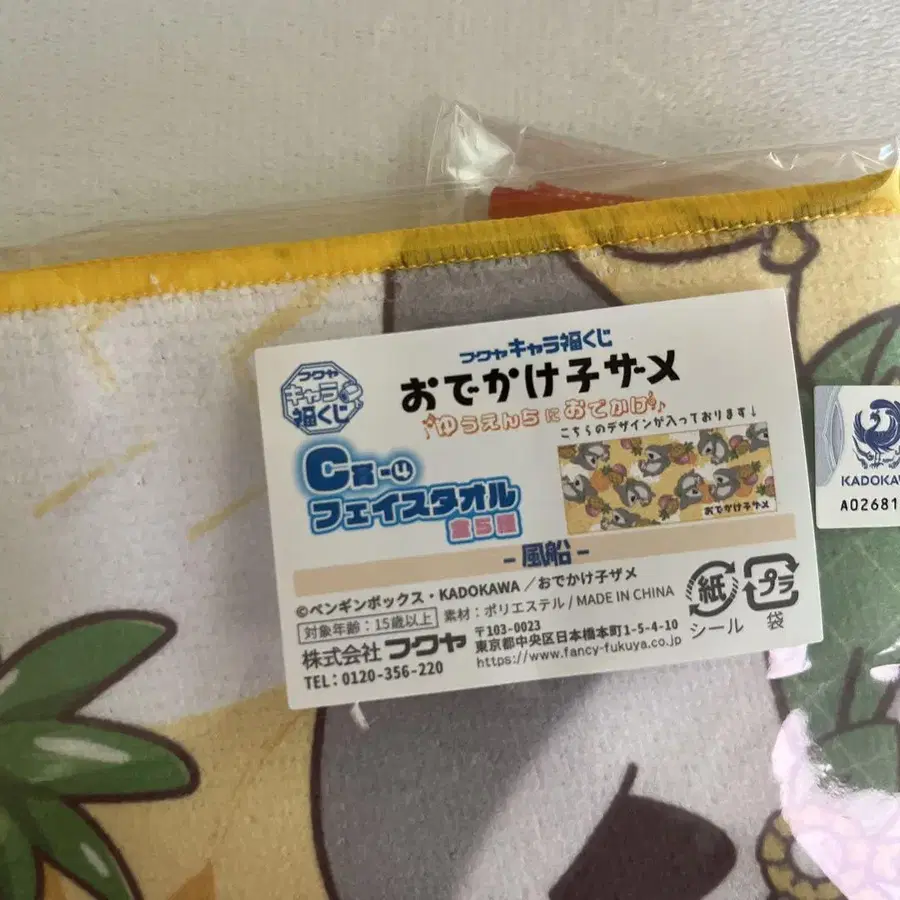 フクヤ
キャラ
福くじ
フクヤキャラ福くじ
おでかけ子ザメ
ゆうえんちにおでかけ
こちらのデザインが入っております↓
C賞-4
フェイスタオル
全5種
おでかけ子ザメ
-風船-
©ペンギンボックス・KADOKAWA/おでかけ子ザメ
対象年齢:15歳以上 素材:ポリエステル/MADE IN CHINA
株式会社フクヤ
〒103-0023
東京都中央区日本橋本町1-5-4-10
TEL:0120-356-220
https://www.fancy-fukuya.co.jp
紙
シール
プラ
袋
KADOKAWA
A02681